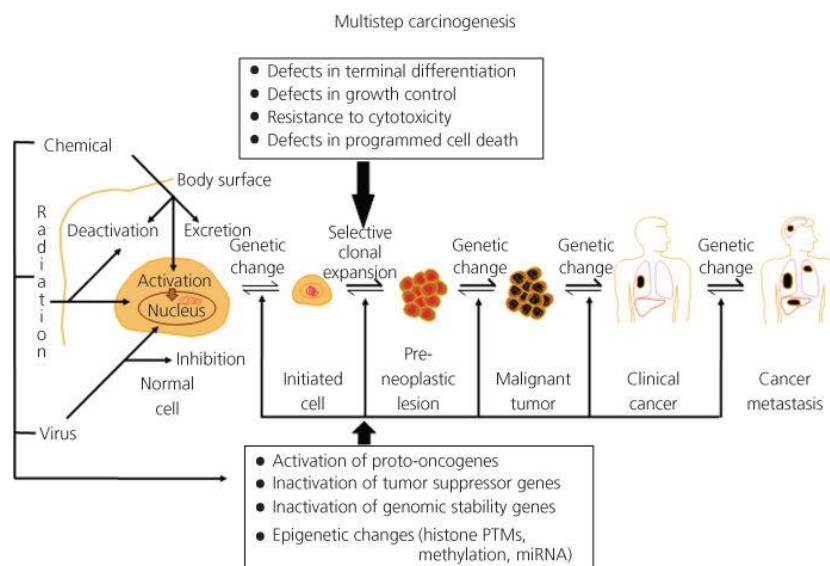 Multistep carcinogenesis
● Defects in terminal differentiation
● Defects in growth control
● Resistance to cytotoxicity
● Defects in programmed cell death
Chemical
Body surface
Radiation
Deactivation
Excretion
Activation
Nucleus
Inhibition
Normal
cell
Virus
Genetic
change
Initiated
cell
Selective
clonal
expansion
Pre-
neoplastic
lesion
Genetic
change
Malignant
tumor
Genetic
change
Clinical
cancer
Genetic
change
Cancer
metastasis
● Activation of proto-oncogenes
● Inactivation of tumor suppressor genes
● Inactivation of genomic stability genes
● Epigenetic changes (histone PTMs,
methylation, miRNA)